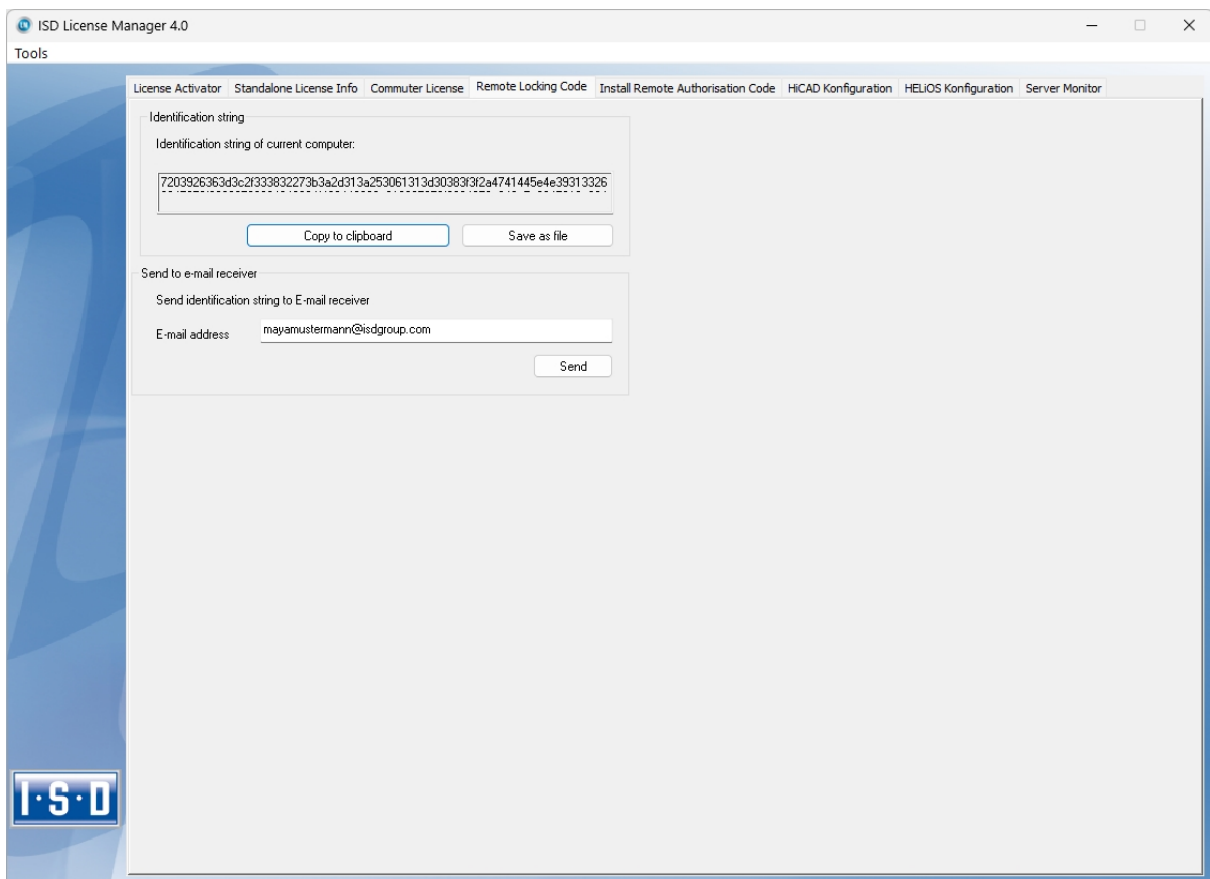 ISD License Manager 4.0
Tools
License Activator Standalone License Info Commuter License Remote Locking Code Install Remote Authorisation Code HiCAD Konfiguration HELiOS Konfiguration Server Monitor
Identification string
Identification string of current computer:
7203926363d3c2f333832273b3a2d313a253061313d30383f3f2a4741445e4e39313326
Copy to clipboard Save as file
Send to e-mail receiver
Send identification string to E-mail receiver
E-mail address mayamustermann@isdgroup.com
Send
I·S·D